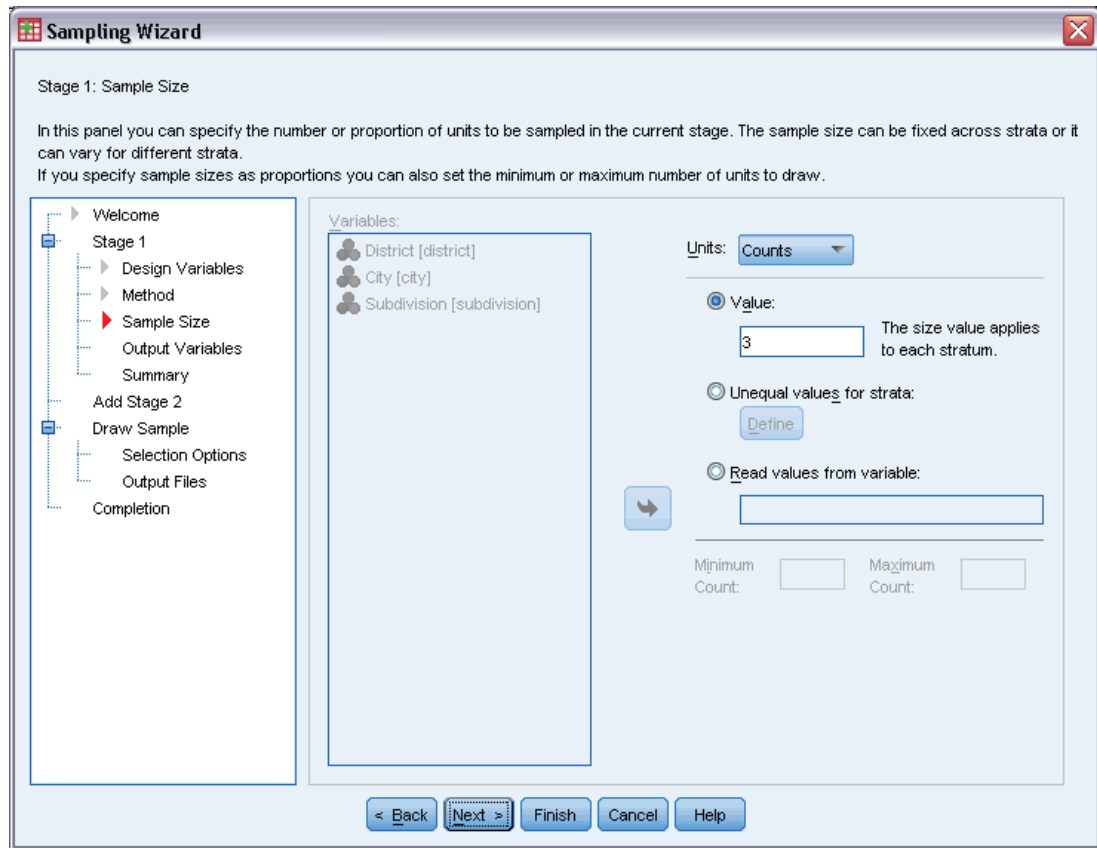 Sampling Wizard
Stage 1: Sample Size
In this panel you can specify the number or proportion of units to be sampled in the current stage. The sample size can be fixed across strata or it
can vary for different strata.
If you specify sample sizes as proportions you can also set the minimum or maximum number of units to draw.
Welcome
Stage 1
Design Variables
Method
Sample Size
Output Variables
Summary
Add Stage 2
Draw Sample
Selection Options
Output Files
Completion
Variables:
District [district]
City [city]
Subdivision [subdivision]
Units: Counts
Value:
3
The size value applies
to each stratum.
Unequal values for strata:
Define
Read values from variable:
Minimum
Count:
Maximum
Count:
< Back Next > Finish Cancel Help